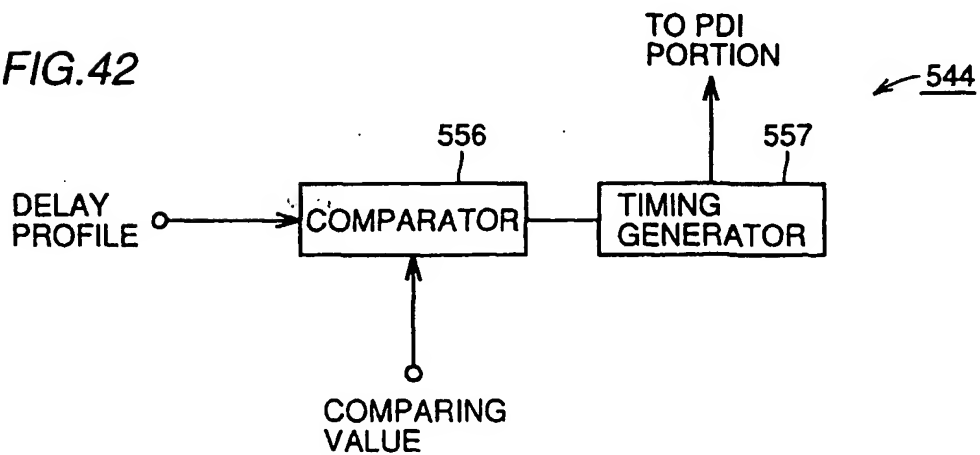 FIG.42
TO PDI
PORTION
544
556
557
DELAY
PROFILE
COMPARATOR
TIMING
GENERATOR
COMPARING
VALUE